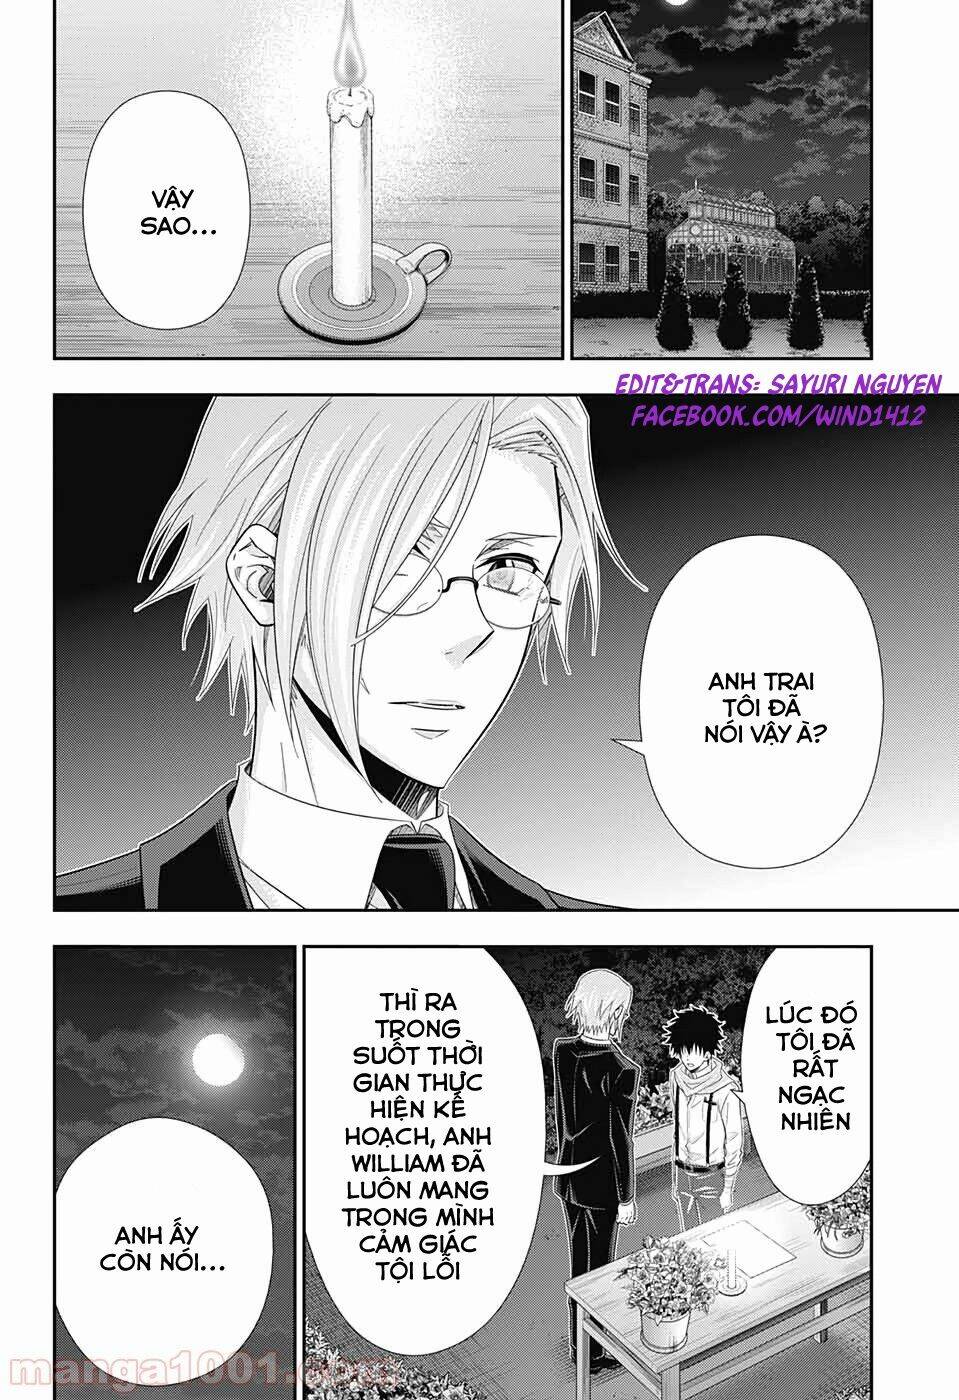 VẬY
SAO...
EDIT&TRANS: SAYURI NGUYEN
FACEBOOK.COM/WIND1412
ANH TRAI
TÔI ĐÃ
NÓI VẬY À?
LÚC ĐÓ
TÔI ĐÃ
RẤT
NGẠC
NHIÊN
THÌ RA
TRONG
SUỐT THỜI
GIAN THỰC
HIỆN KẾ
HOẠCH, ANH
WILLIAM ĐÃ
LUÔN MANG
TRONG MÌNH
CẢM GIÁC
TỘI LỖI
ANH ẤY
CÒN NÓI...
manga1001.com